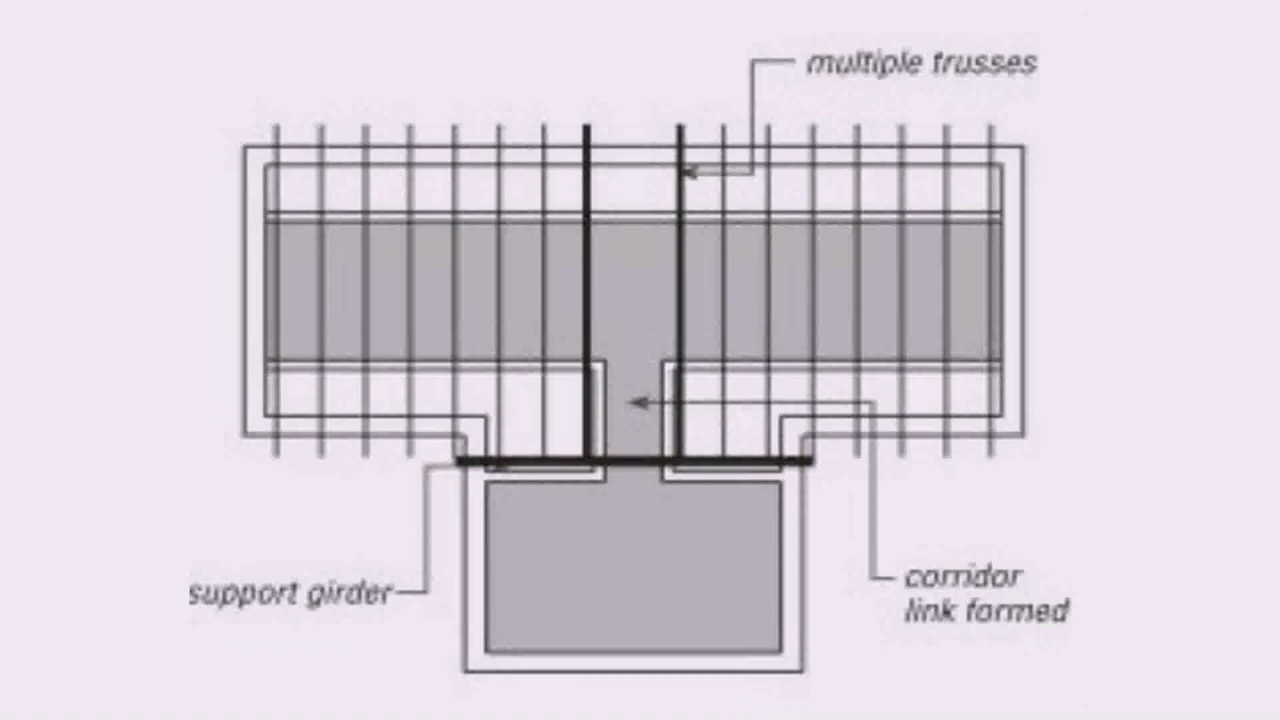 multiple trusses
support girder
corridor
link formed